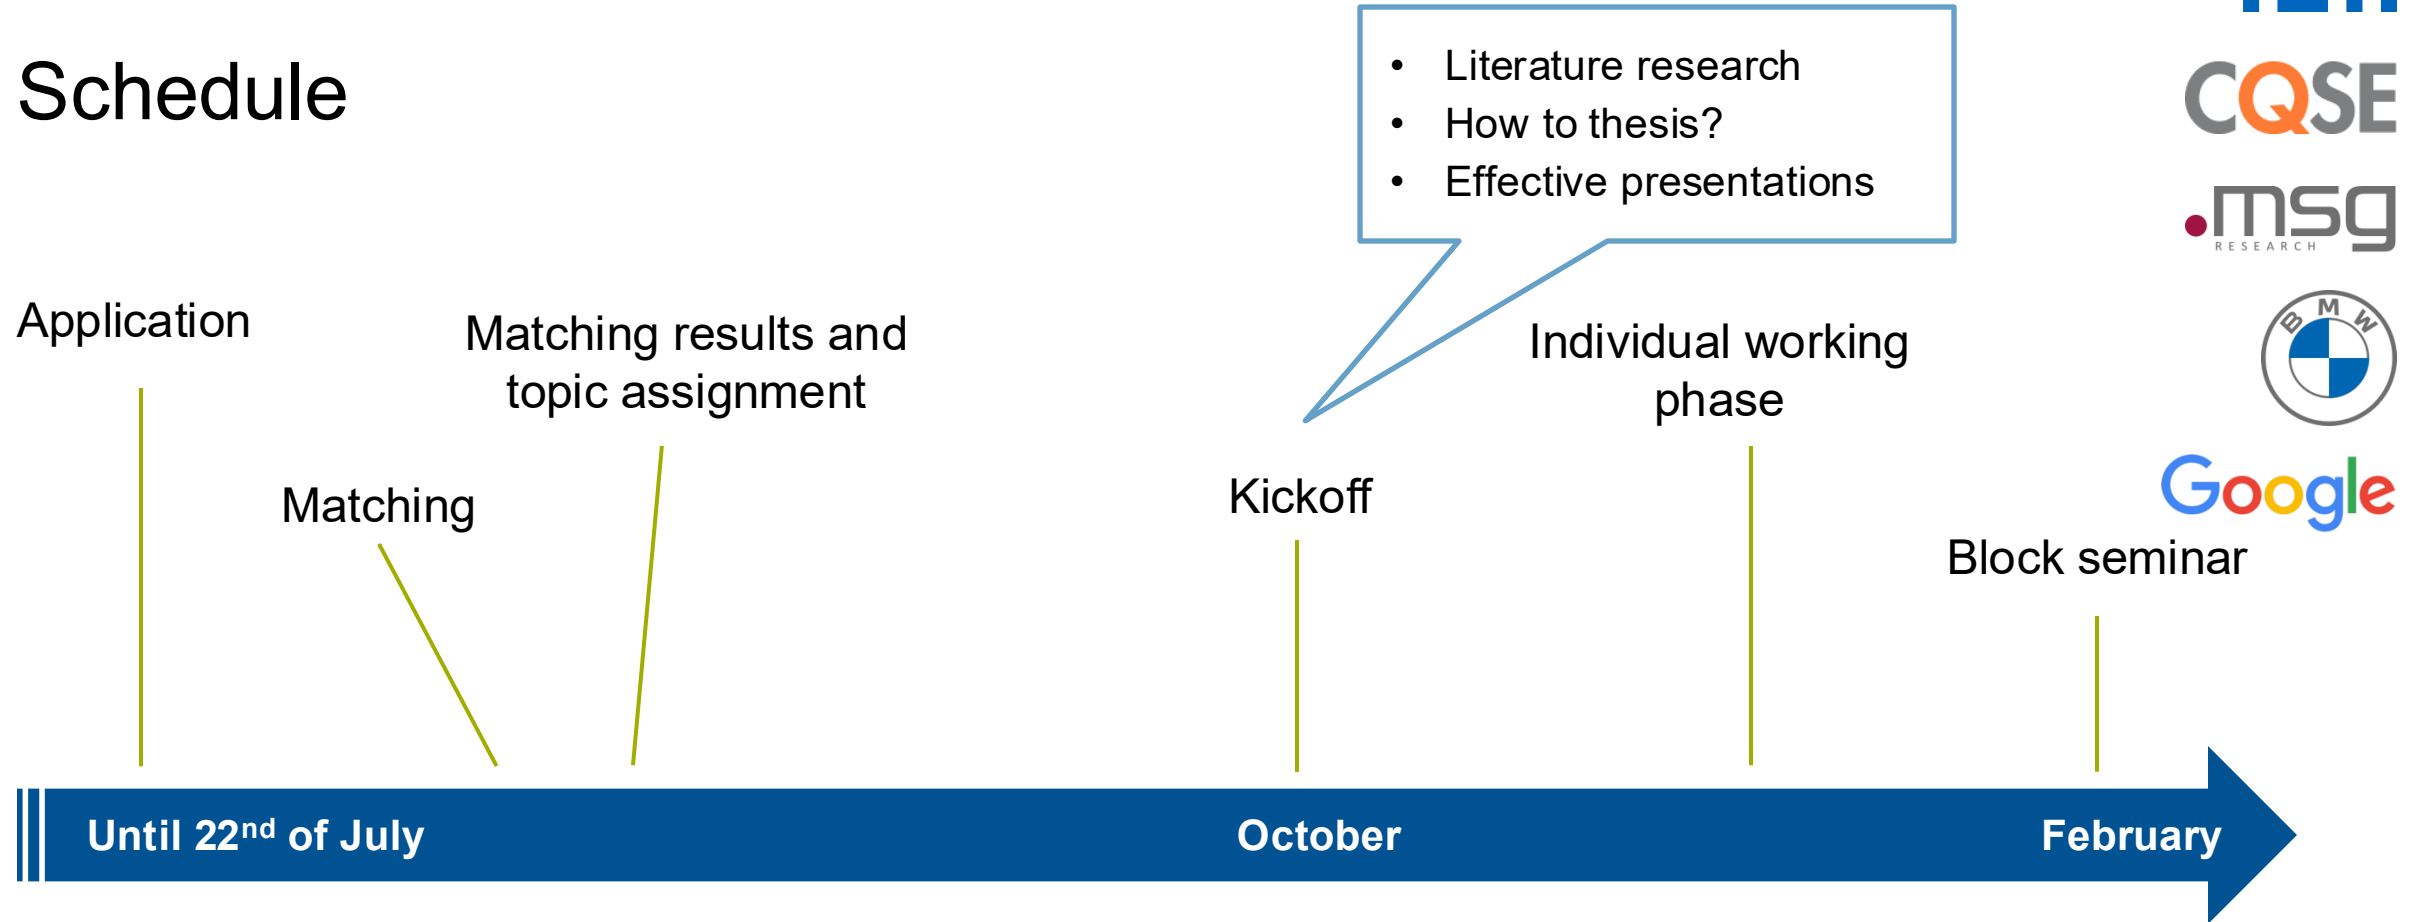 Schedule
• Literature research
• How to thesis?
• Effective presentations
CQSE
.msg
RESEARCH
BMW
Google
Application
Matching results and
topic assignment
Individual working
phase
Matching
Kickoff
Block seminar
Until 22nd of July
October
February